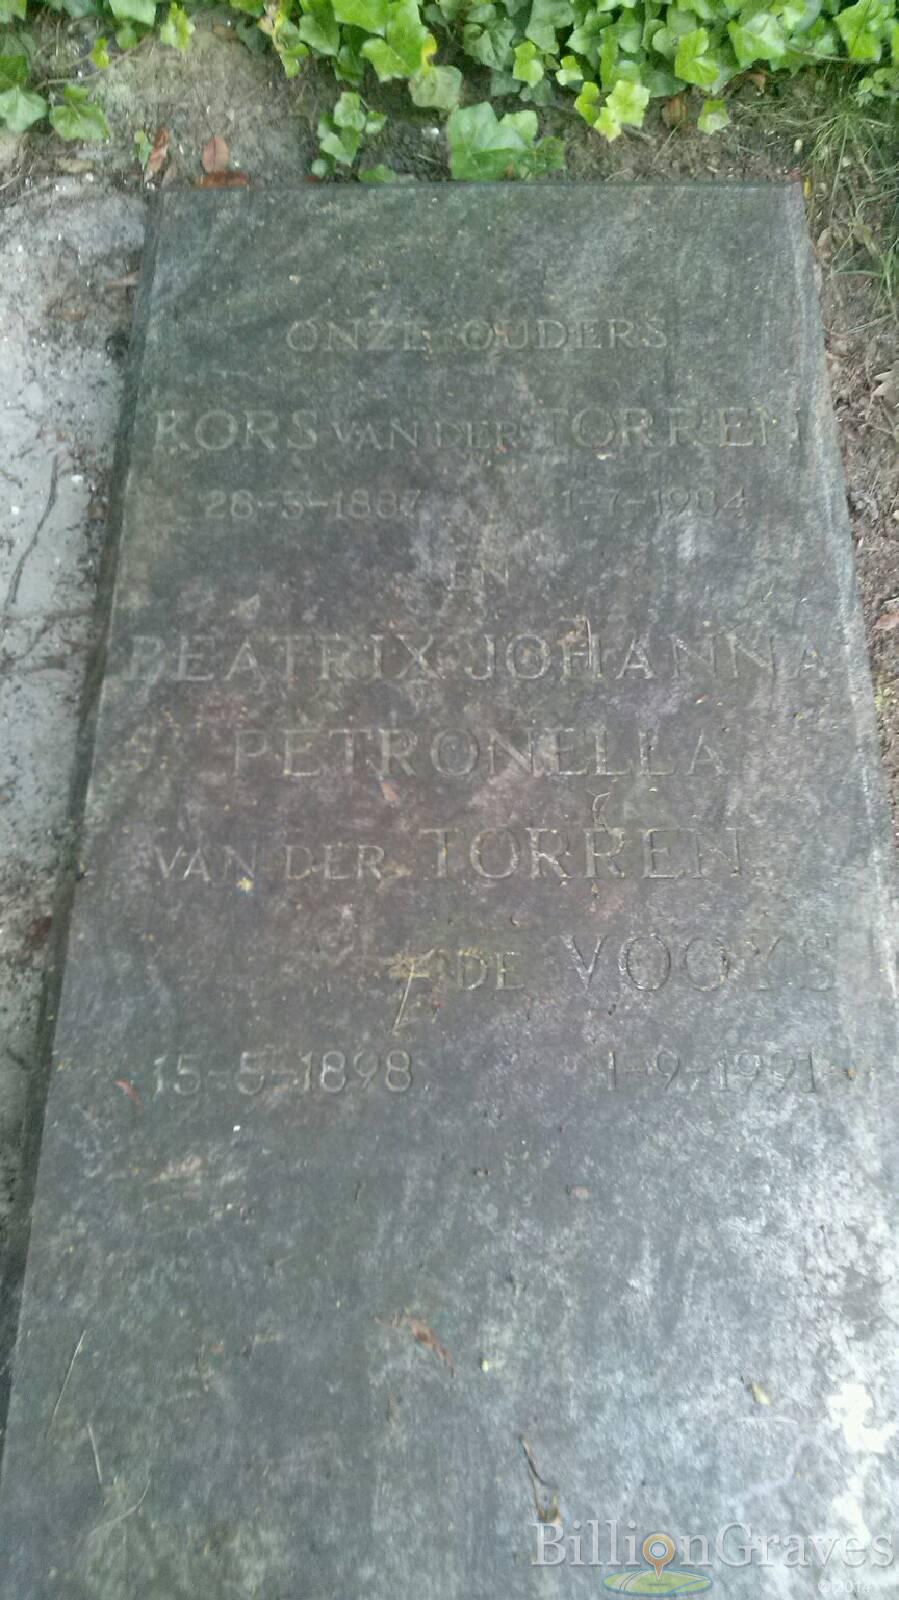 ONZE OUDERS
KORS VAN DER TORREN
28-3-1887 1-7-1984
EN
BEATRIX JOHANNA
PETRONELLA
VAN DER TORREN
DE VOOYS
15-5-1898 1-9-1991
BillionGraves
© 2014